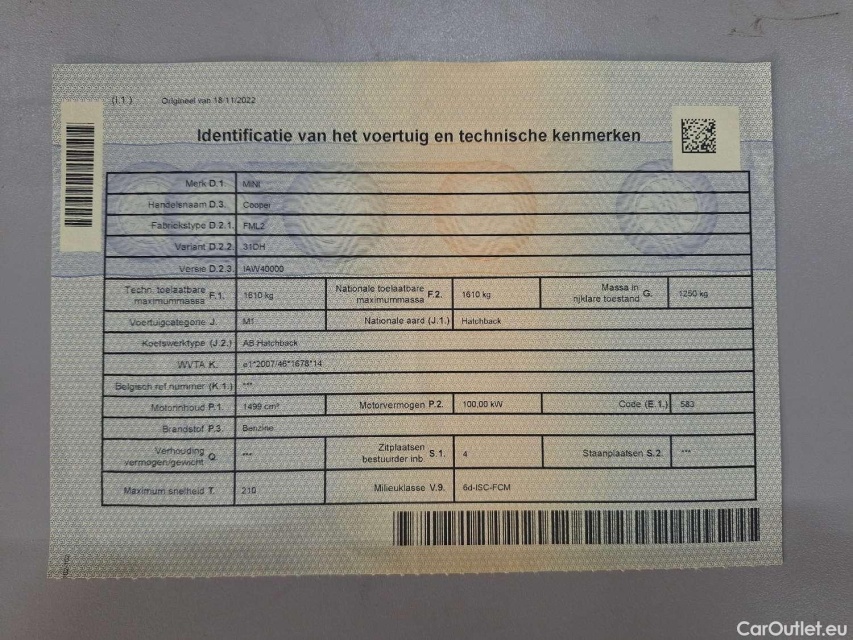 (I.1.) Origineel van 18/11/2022
Identificatie van het voertuig en technische kenmerken
Merk D.1. MINI
Handelsnaam D.3. Cooper
Fabriekstype D.2.1. FML2
Variant D.2.2. 31DH
Versie D.2.3. IAW40000
Techn. toelaatbare maximummassa F.1. 1610 kg Nationale toelaatbare maximummassa F.2. 1610 kg Massa in rijklare toestand G. 1250 kg
Voertuigcategorie J. M1 Nationale aard (J.1.) Hatchback
Koetswerktype (J.2.) AB Hatchback
WVTA K. e1*2007/46*1678*14
Belgisch ref.nummer (K.1.) ***
Motorinhoud P.1. 1499 cm³ Motorvermogen P.2. 100,00 kW Code (E.1.) 583
Brandstof P.3. Benzine
Verhouding vermogen/gewicht Q. *** Zitplaatsen bestuurder inb. S.1. 4 Staanplaatsen S.2. ***
Maximum snelheid T. 210 Milieuklasse V.9. 6d-ISC-FCM
CarOutlet.eu